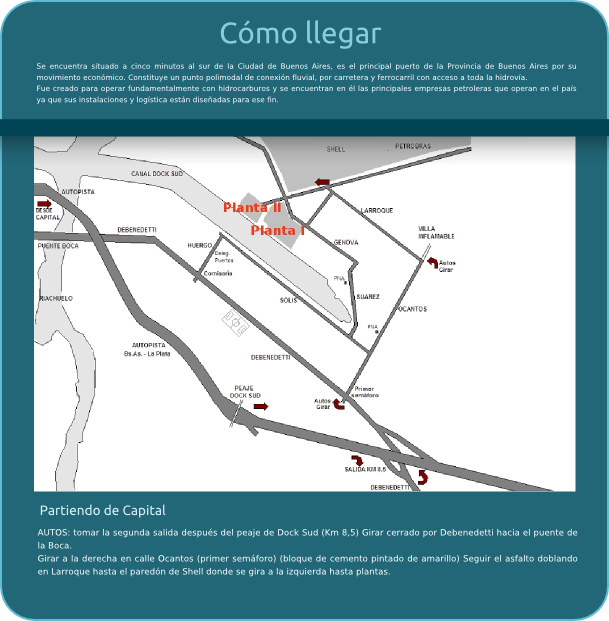 Cómo llegar
Se encuentra situado a cinco minutos al sur de la Ciudad de Buenos Aires, es el principal puerto de la Provincia de Buenos Aires por su
movimiento económico. Constituye un punto polimodal de conexión fluvial, por carretera y ferrocarril con acceso a toda la hidrovía.
Fue creado para operar fundamentalmente con hidrocarburos y se encuentran en él las principales empresas petroleras que operan en el país
ya que sus instalaciones y logística están diseñadas para ese fin.
SHELL
PETROBRAS
CANAL DOCK SUD
AUTOPISTA
DESDE
CAPITAL
Planta II
LARROQUE
Planta I
DEBENEDETTI
VILLA
INFLAMABLE
PUENTE BOCA
HUERGO
GENOVA
Deleg.
Puertos
Autos
Girar
Comisaría
PNA
RIACHUELO
SOLIS
SUAREZ
OCANTOS
PNA
AUTOPISTA
Bs.As. - La Plata
DEBENEDETTI
PEAJE
DOCK SUD
Primer
semáforo
Autos
Girar
SALIDA KM 8,5
DEBENEDETTI
Partiendo de Capital
AUTOS: tomar la segunda salida después del peaje de Dock Sud (Km 8,5) Girar cerrado por Debenedetti hacia el puente de
la Boca.
Girar a la derecha en calle Ocantos (primer semáforo) (bloque de cemento pintado de amarillo) Seguir el asfalto doblando
en Larroque hasta el paredón de Shell donde se gira a la izquierda hasta plantas.